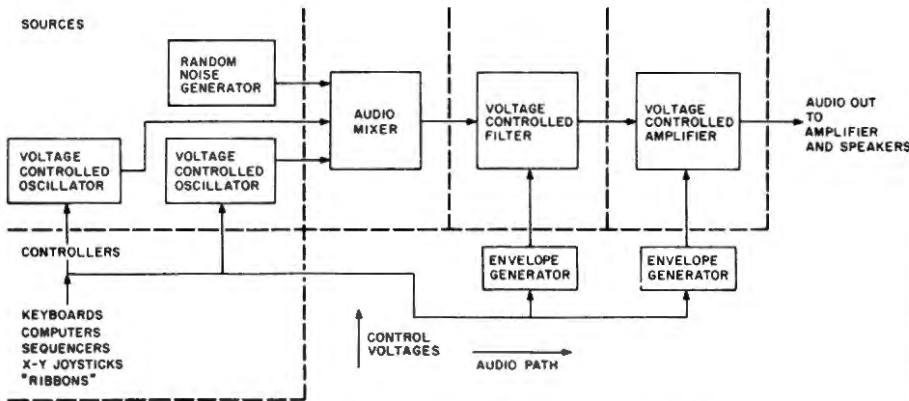 SOURCES
RANDOM
NOISE
GENERATOR
AUDIO
MIXER
VOLTAGE
CONTROLLED
FILTER
VOLTAGE
CONTROLLED
AMPLIFIER
AUDIO OUT
TO
AMPLIFIER
AND SPEAKERS
VOLTAGE
CONTROLLED
OSCILLATOR
VOLTAGE
CONTROLLED
OSCILLATOR
CONTROLLERS
ENVELOPE
GENERATOR
ENVELOPE
GENERATOR
KEYBOARDS
COMPUTERS
SEQUENCERS
X-Y JOYSTICKS
"RIBBONS"
CONTROL
VOLTAGES
AUDIO PATH